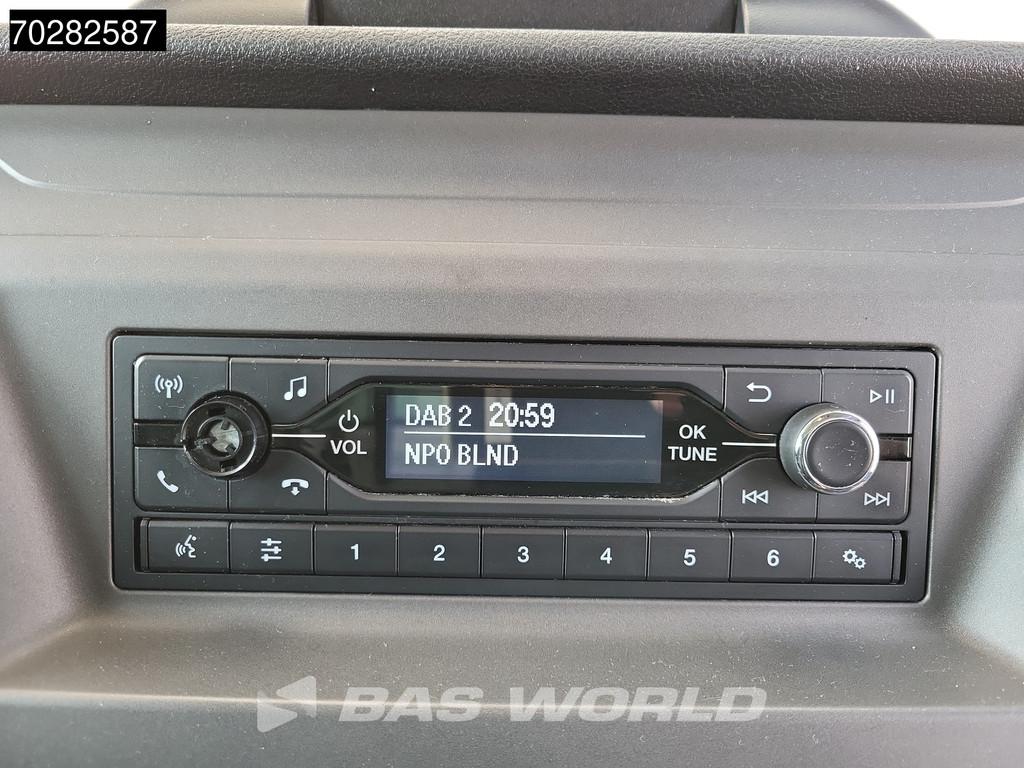 70282587
DAB 2 20:59
NPO BLND
VOL
OK
TUNE
1 2 3 4 5 6
BAS WORLD